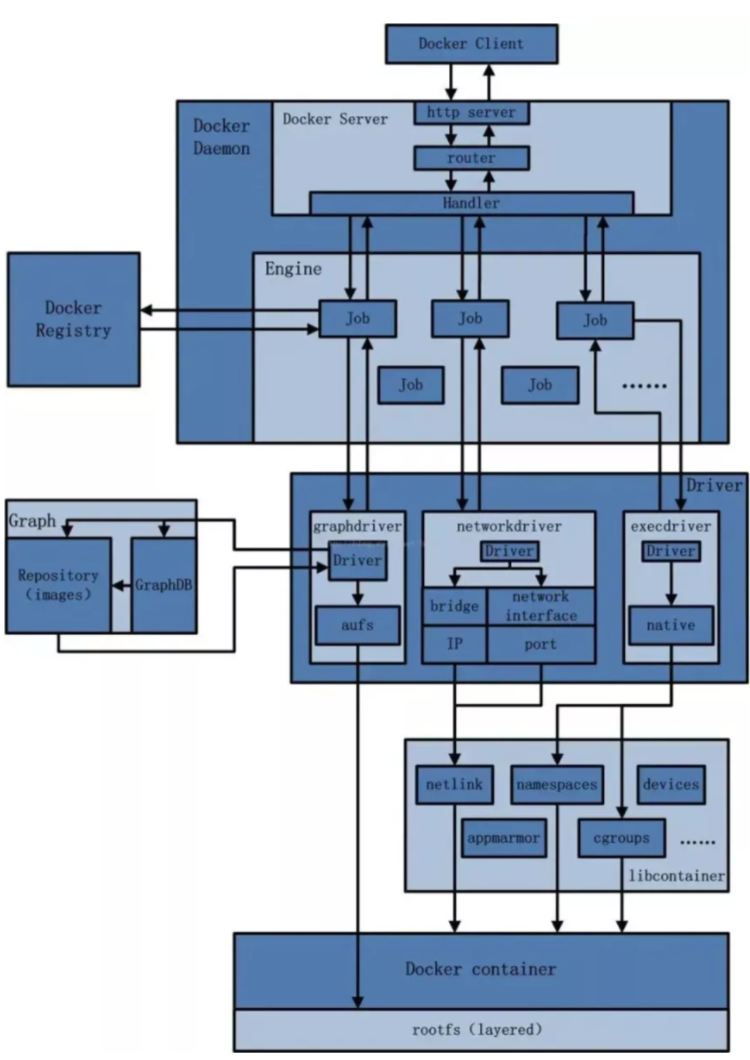 Docker Client
http server
Docker Server
Docker
Daemon
router
Handler
Engine
Docker
Registry
Job
Job
Job
Job
Job
......
Driver
Graph
graphdriver
networkdriver
execdriver
Driver
Driver
Driver
Repository
(images)
GraphDB
bridge
network
interface
aufs
native
IP
port
netlink
namespaces
devices
appmarmor
cgroups
......
libcontainer
Docker container
rootfs (layered)